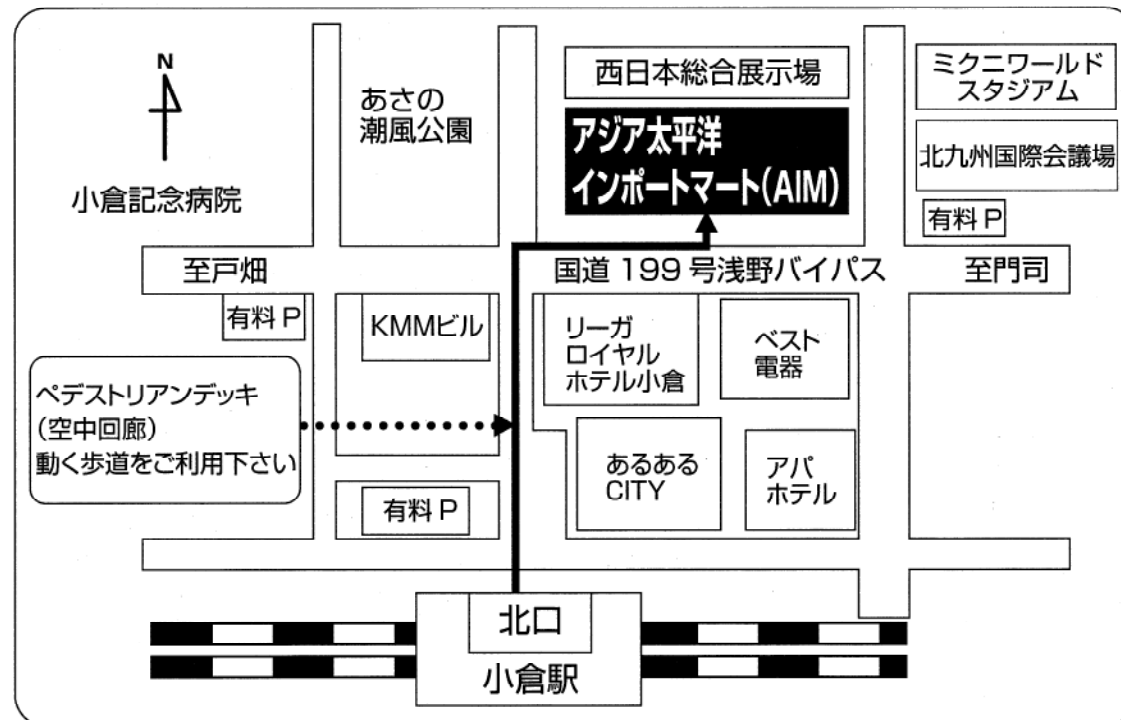 N
西日本総合展示場
ミクニワールド
スタジアム
あさの
潮風公園
アジア太平洋
インポートマート(AIM)
北九州国際会議場
小倉記念病院
有料 P
至戸畑
国道 199 号浅野バイパス
至門司
有料 P
KMMビル
リーガ
ロイヤル
ホテル小倉
ベスト
電器
ペデストリアンデッキ
(空中回廊)
動く歩道をご利用下さい
あるある
CITY
アパ
ホテル
有料 P
北口
小倉駅